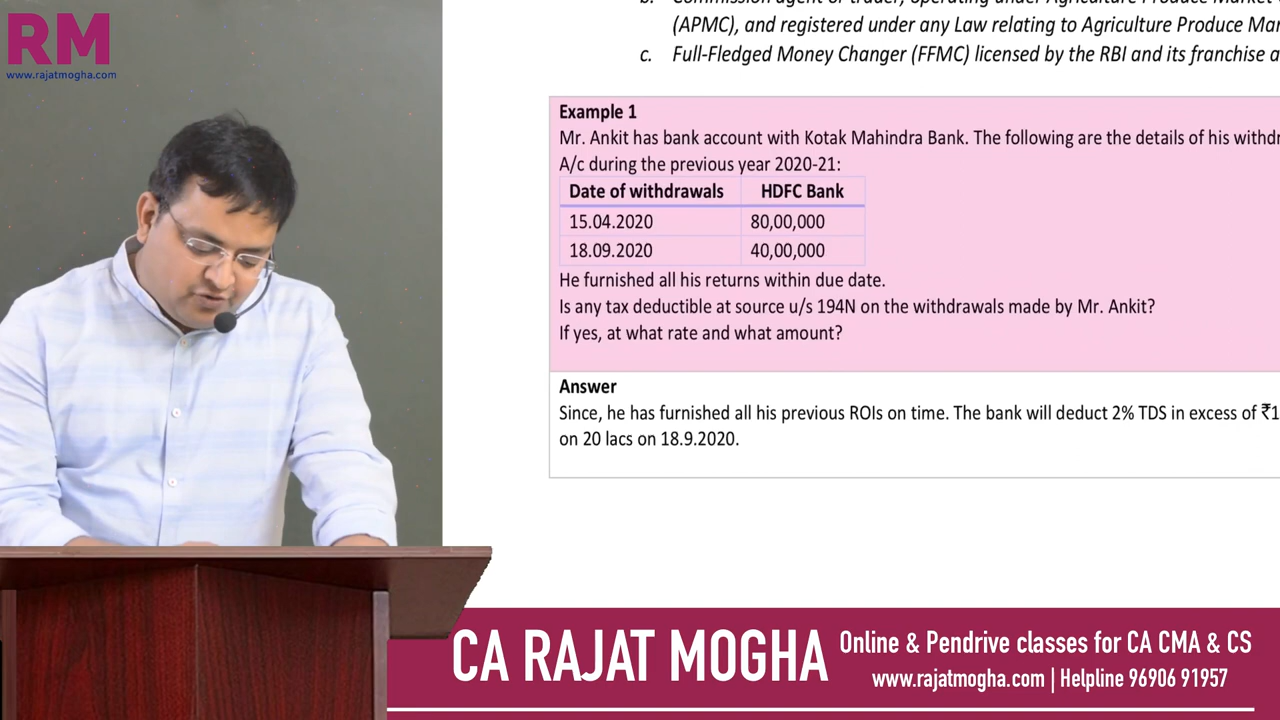 RM
www.rajatmogha.com
(APMC), and registered under any Law relating to Agriculture Produce
c. Full-Fledged Money Changer (FFMC) licensed by the RBI and its franchise
Example 1
Mr. Ankit has bank account with Kotak Mahindra Bank. The following are the details of his
A/c during the previous year 2020-21:
Date of withdrawals HDFC Bank
15.04.2020 80,00,000
18.09.2020 40,00,000
He furnished all his returns within due date.
Is any tax deductible at source u/s 194N on the withdrawals made by Mr. Ankit?
If yes, at what rate and what amount?
Answer
Since, he has furnished all his previous ROIs on time. The bank will deduct 2% TDS in excess of ₹1
on 20 lacs on 18.9.2020.
CA RAJAT MOGHA
Online & Pendrive classes for CA CMA & CS
www.rajatmogha.com | Helpline 96906 91957